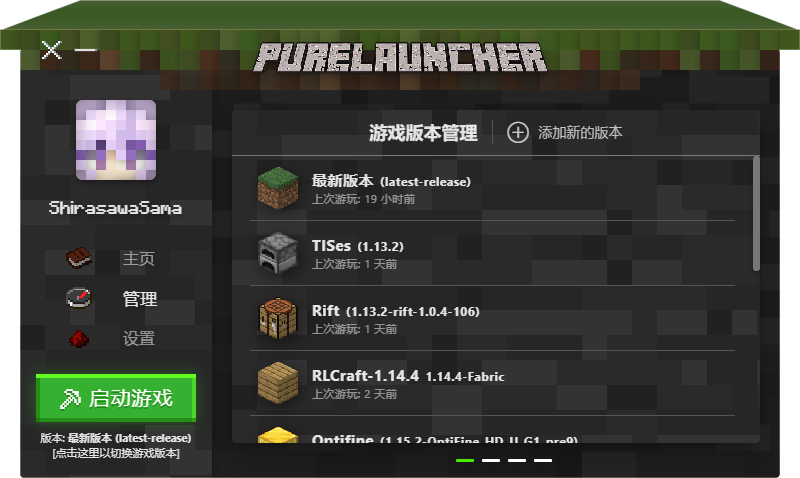 PURELAUNCHER
ShirasawaSama
主页
管理
设置
启动游戏
版本: 最新版本 (latest-release)
[点击这里以切换游戏版本]
游戏版本管理
添加新的版本
最新版本 (latest-release)
上次游玩: 19 小时前
TISes (1.13.2)
上次游玩: 1 天前
Rift (1.13.2-rift-1.0.4-106)
上次游玩: 1 天前
RLCraft-1.14.4 1.14.4-Fabric
上次游玩: 2 天前
Optifine (1.15.2-OptiFine_HD_U_G1_pre9)